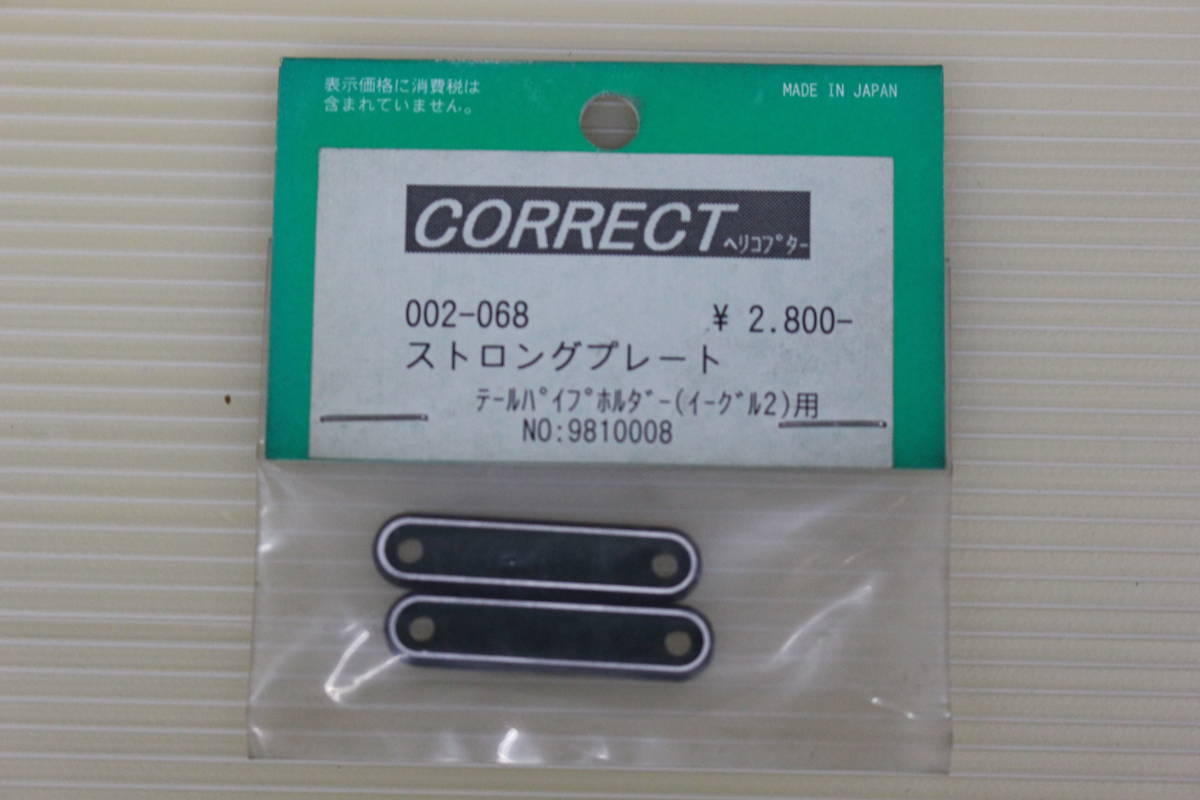 表示価格に消費税は
含まれていません。
MADE IN JAPAN
CORRECT ﾍﾘｺﾌﾟﾀｰ
002-068 ¥ 2.800-
ストロングプレート
ﾃｰﾙﾊﾟｲﾌﾟﾎﾙﾀﾞｰ(ｲｰｸﾞﾙ2)用
NO:9810008